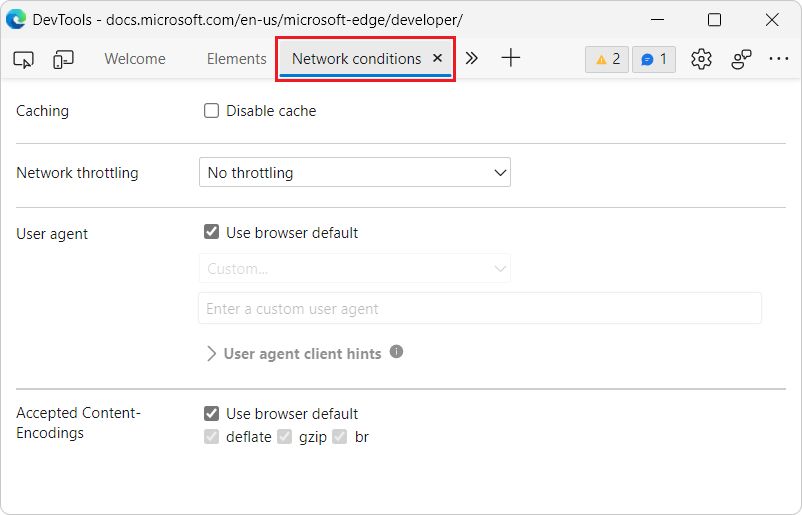 DevTools - docs.microsoft.com/en-us/microsoft-edge/developer/
Welcome Elements Network conditions 2 1
Caching Disable cache
Network throttling No throttling
User agent Use browser default
Custom...
Enter a custom user agent
User agent client hints
Accepted Content-
Encodings
Use browser default
deflate gzip br